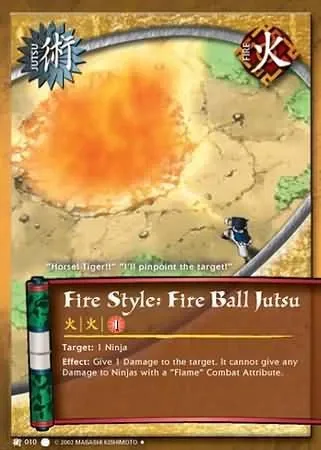 JUTSU 術
FIRE 火
"Horse! Tiger!!" "I'll pinpoint the target!"
Fire Style: Fire Ball Jutsu
火 | 火 | 1
Target: 1 Ninja
Effect: Give 1 Damage to the target. It cannot give any
Damage to Ninjas with a "Flame" Combat Attribute.
010 © 2002 MASASHI KISHIMOTO